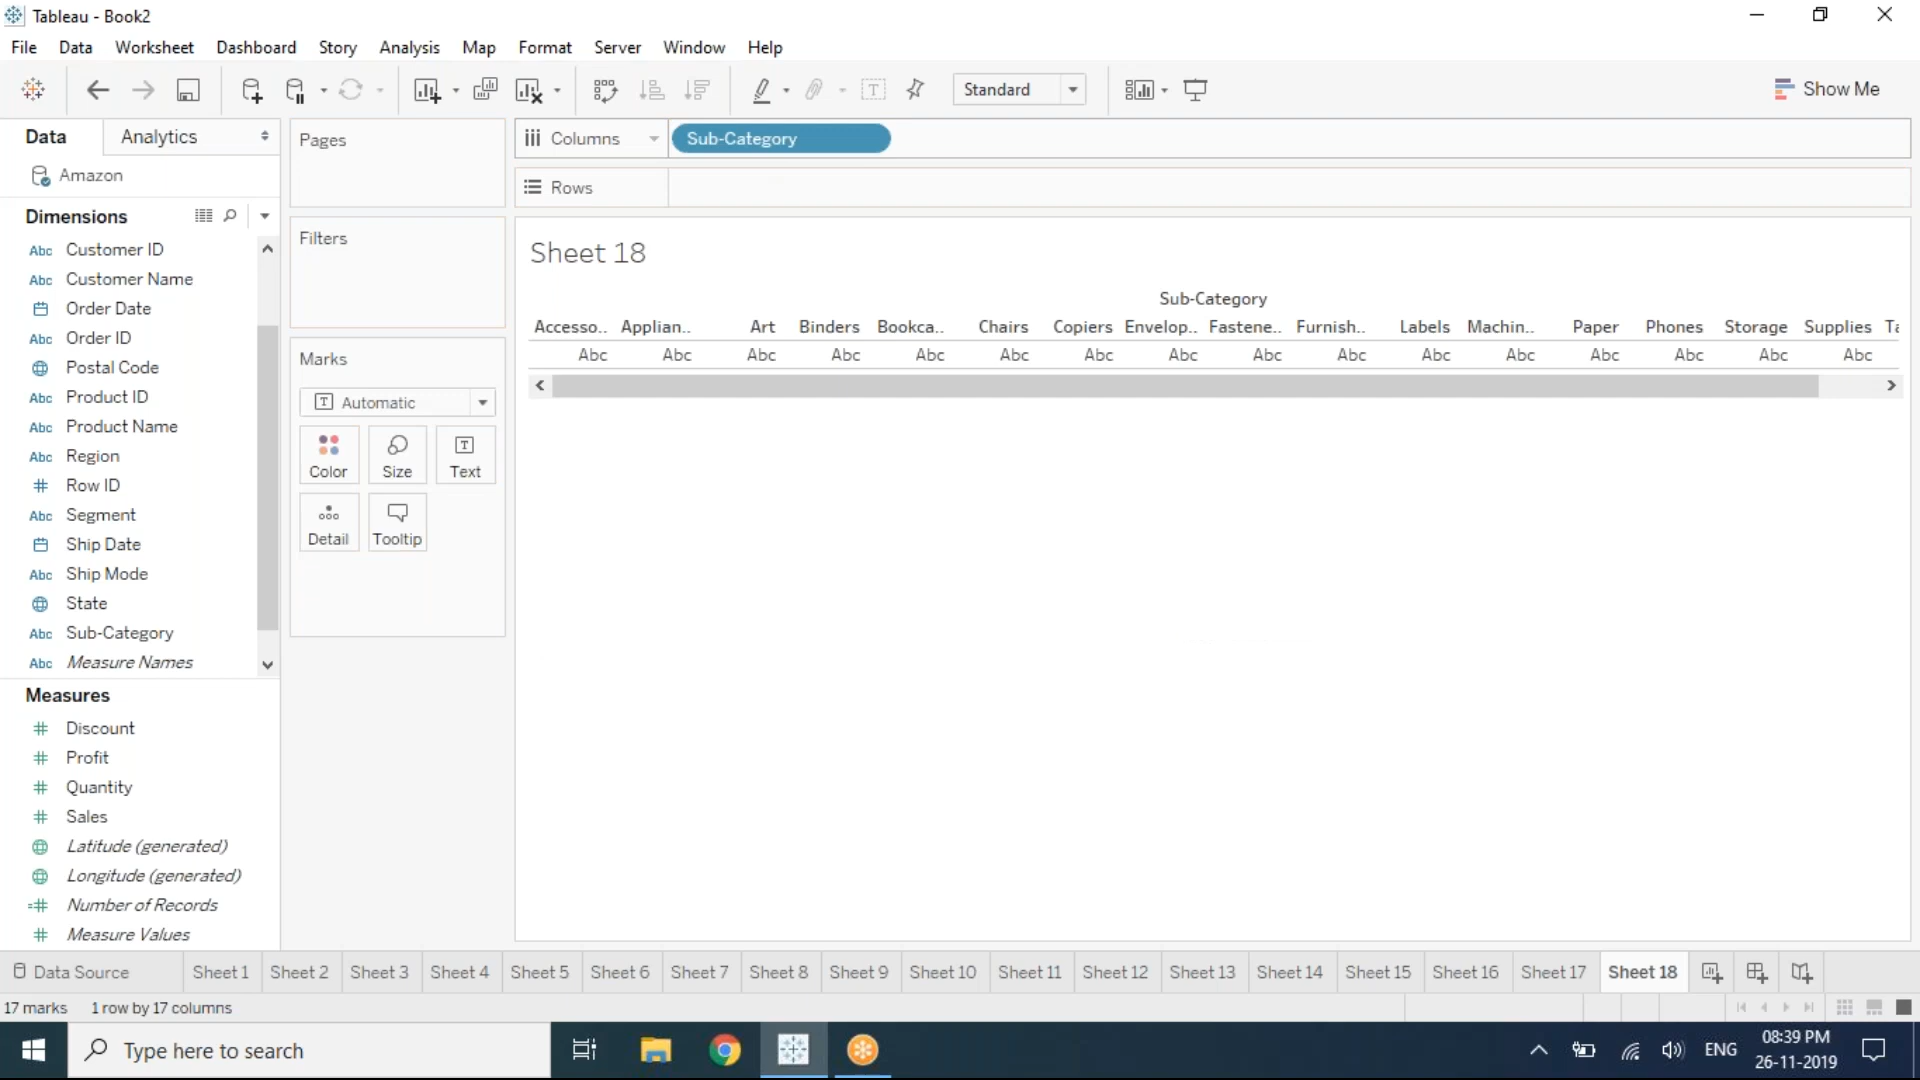 Tableau - Book2
File Data Worksheet Dashboard Story Analysis Map Format Server Window Help
Standard
Show Me
Data
Analytics
Pages
Columns
Sub-Category
Amazon
Rows
Dimensions
Filters
Sheet 18
Abc Customer ID
Abc Customer Name
Order Date
Abc Order ID
Postal Code
Abc Product ID
Abc Product Name
Abc Region
Row ID
Abc Segment
Ship Date
Abc Ship Mode
State
Abc Sub-Category
Abc Measure Names
Marks
Automatic
Color Size Text
Detail Tooltip
Sub-Category
Accesso.. Applian.. Art Binders Bookca.. Chairs Copiers Envelop.. Fastene.. Furnish.. Labels Machin.. Paper Phones Storage Supplies Ta
Abc Abc Abc Abc Abc Abc Abc Abc Abc Abc Abc Abc Abc Abc Abc Abc
Measures
Discount
Profit
Quantity
Sales
Latitude (generated)
Longitude (generated)
Number of Records
Measure Values
Data Source Sheet 1 Sheet 2 Sheet 3 Sheet 4 Sheet 5 Sheet 6 Sheet 7 Sheet 8 Sheet 9 Sheet 10 Sheet 11 Sheet 12 Sheet 13 Sheet 14 Sheet 15 Sheet 16 Sheet 17 Sheet 18
17 marks 1 row by 17 columns
Type here to search
ENG
08:39 PM
26-11-2019